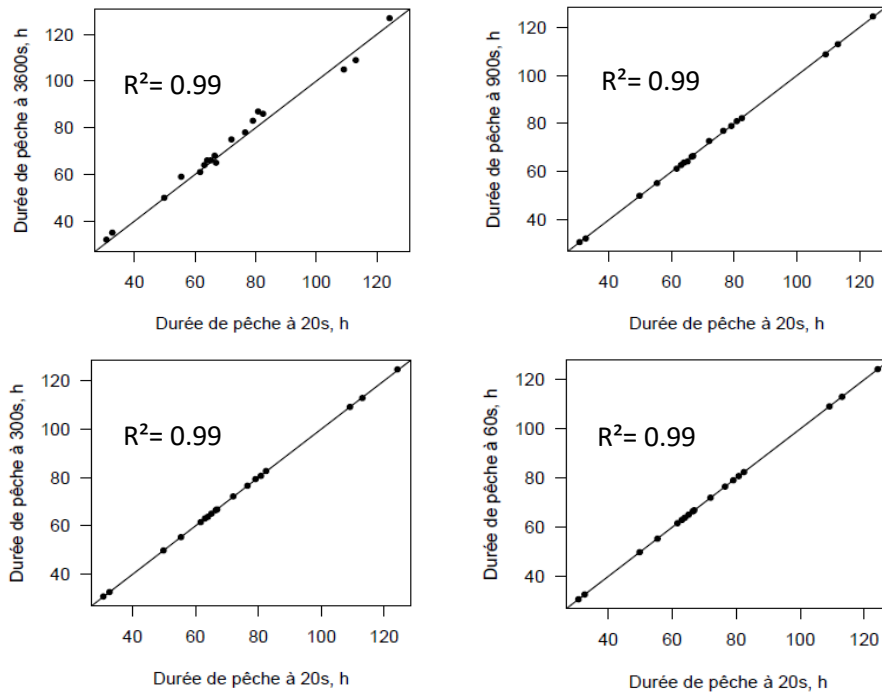 Durée de pêche à 3600s, h
120
100
80
60
40
R²= 0.99
40 60 80 100 120
Durée de pêche à 20s, h
Durée de pêche à 900s, h
120
100
80
60
40
R²= 0.99
40 60 80 100 120
Durée de pêche à 20s, h
Durée de pêche à 300s, h
120
100
80
60
40
R²= 0.99
40 60 80 100 120
Durée de pêche à 20s, h
Durée de pêche à 60s, h
120
100
80
60
40
R²= 0.99
40 60 80 100 120
Durée de pêche à 20s, h